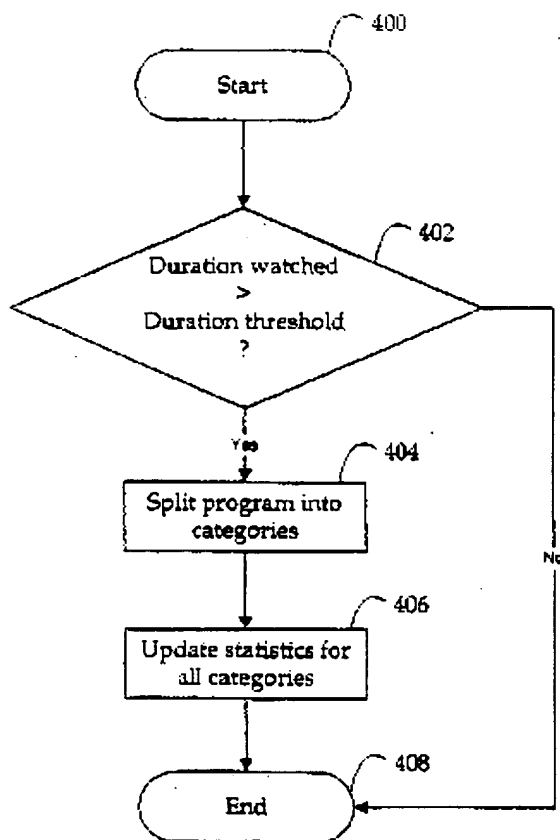 400
Start
402
Duration watched
>
Duration threshold
?
Yes
404
Split program into
categories
No
406
Update statistics for
all categories
408
End